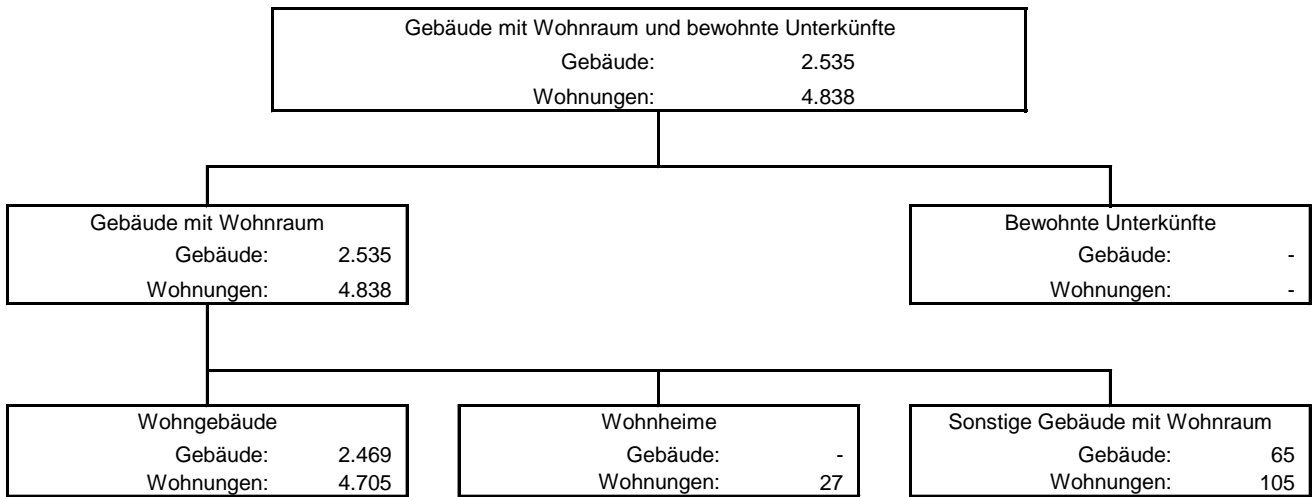 Gebäude mit Wohnraum und bewohnte Unterkünfte
Gebäude: 2.535
Wohnungen: 4.838
Gebäude mit Wohnraum
Gebäude: 2.535
Wohnungen: 4.838
Bewohnte Unterkünfte
Gebäude: -
Wohnungen: -
Wohngebäude
Gebäude: 2.469
Wohnungen: 4.705
Wohnheime
Gebäude: -
Wohnungen: 27
Sonstige Gebäude mit Wohnraum
Gebäude: 65
Wohnungen: 105